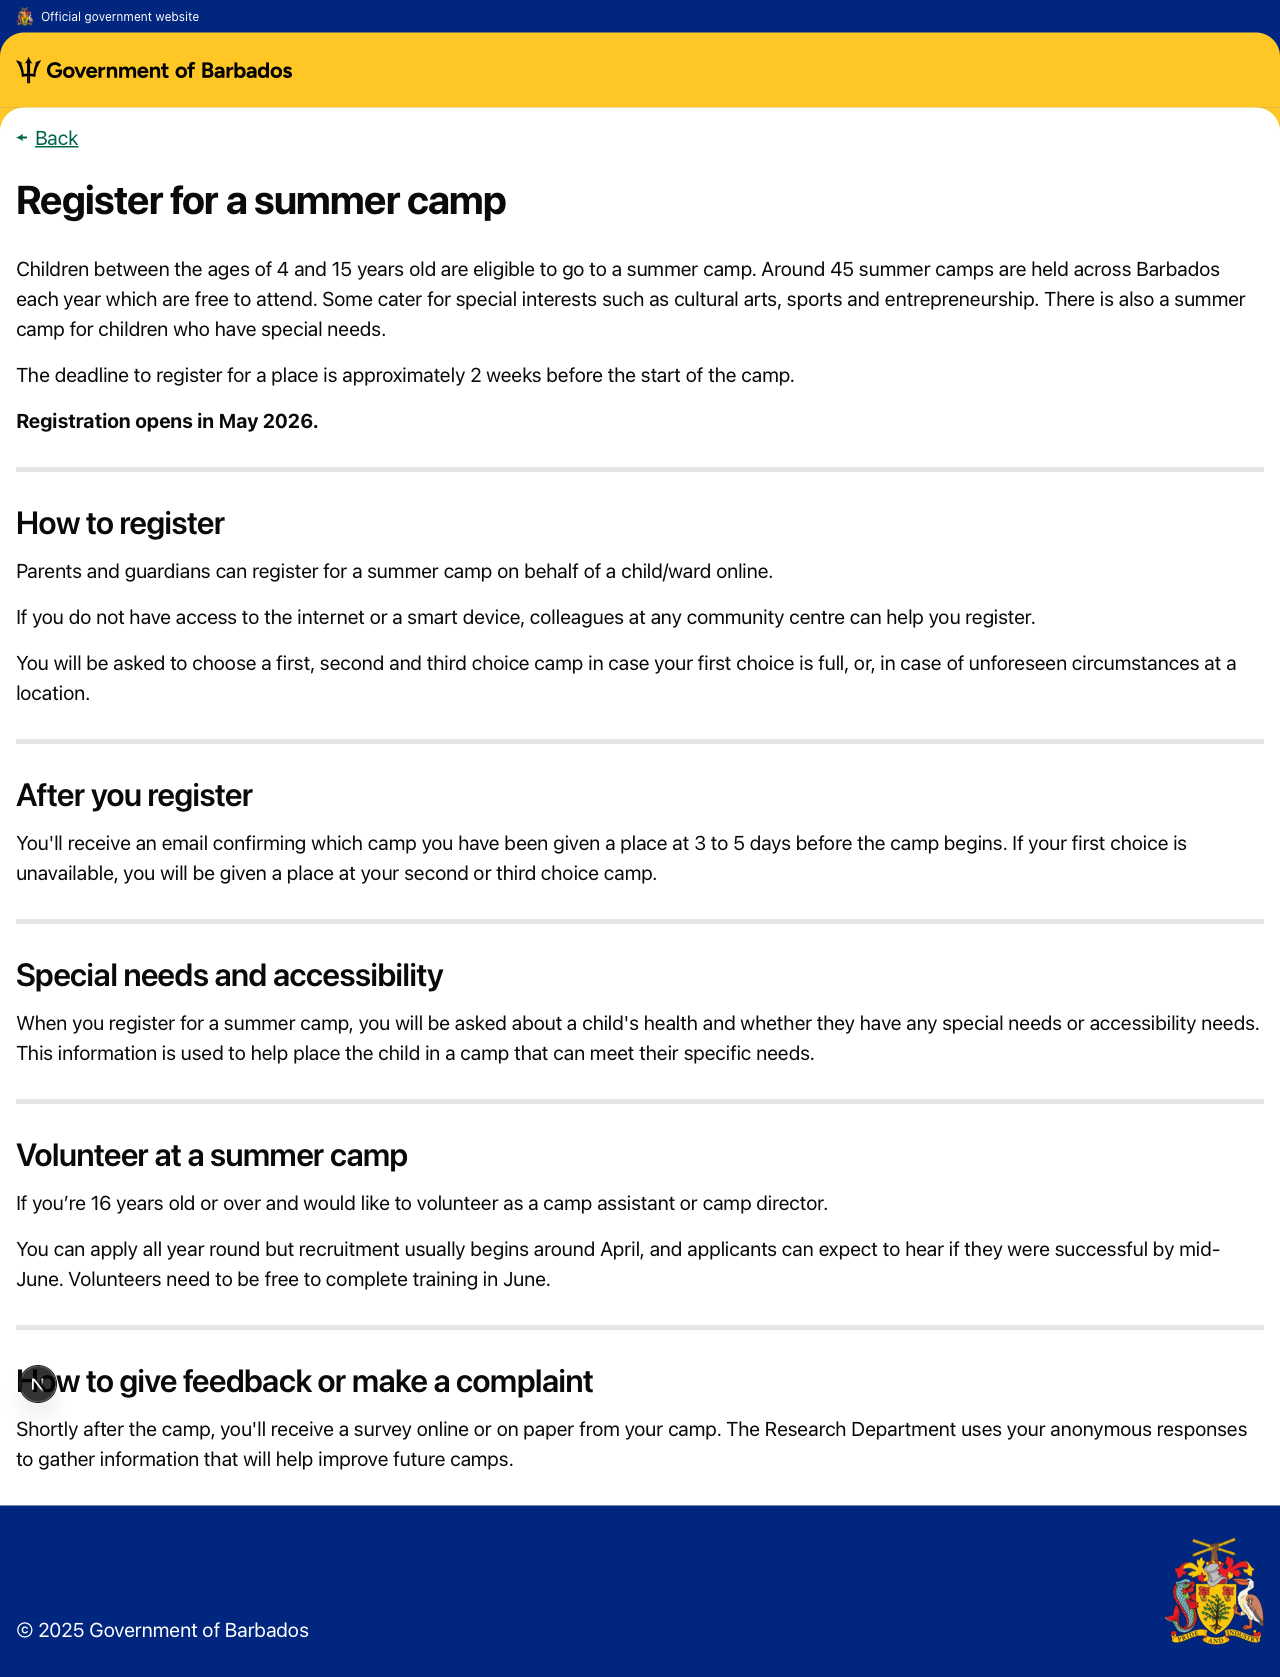 Official government website
Government of Barbados
Back
Register for a summer camp
Children between the ages of 4 and 15 years old are eligible to go to a summer camp. Around 45 summer camps are held across Barbados
each year which are free to attend. Some cater for special interests such as cultural arts, sports and entrepreneurship. There is also a summer
camp for children who have special needs.
The deadline to register for a place is approximately 2 weeks before the start of the camp.
Registration opens in May 2026.
How to register
Parents and guardians can register for a summer camp on behalf of a child/ward online.
If you do not have access to the internet or a smart device, colleagues at any community centre can help you register.
You will be asked to choose a first, second and third choice camp in case your first choice is full, or, in case of unforeseen circumstances at a
location.
After you register
You'll receive an email confirming which camp you have been given a place at 3 to 5 days before the camp begins. If your first choice is
unavailable, you will be given a place at your second or third choice camp.
Special needs and accessibility
When you register for a summer camp, you will be asked about a child's health and whether they have any special needs or accessibility needs.
This information is used to help place the child in a camp that can meet their specific needs.
Volunteer at a summer camp
If you’re 16 years old or over and would like to volunteer as a camp assistant or camp director.
You can apply all year round but recruitment usually begins around April, and applicants can expect to hear if they were successful by mid-
June. Volunteers need to be free to complete training in June.
How to give feedback or make a complaint
N
Shortly after the camp, you'll receive a survey online or on paper from your camp. The Research Department uses your anonymous responses
to gather information that will help improve future camps.
© 2025 Government of Barbados
PRIDE AND INDUSTRY